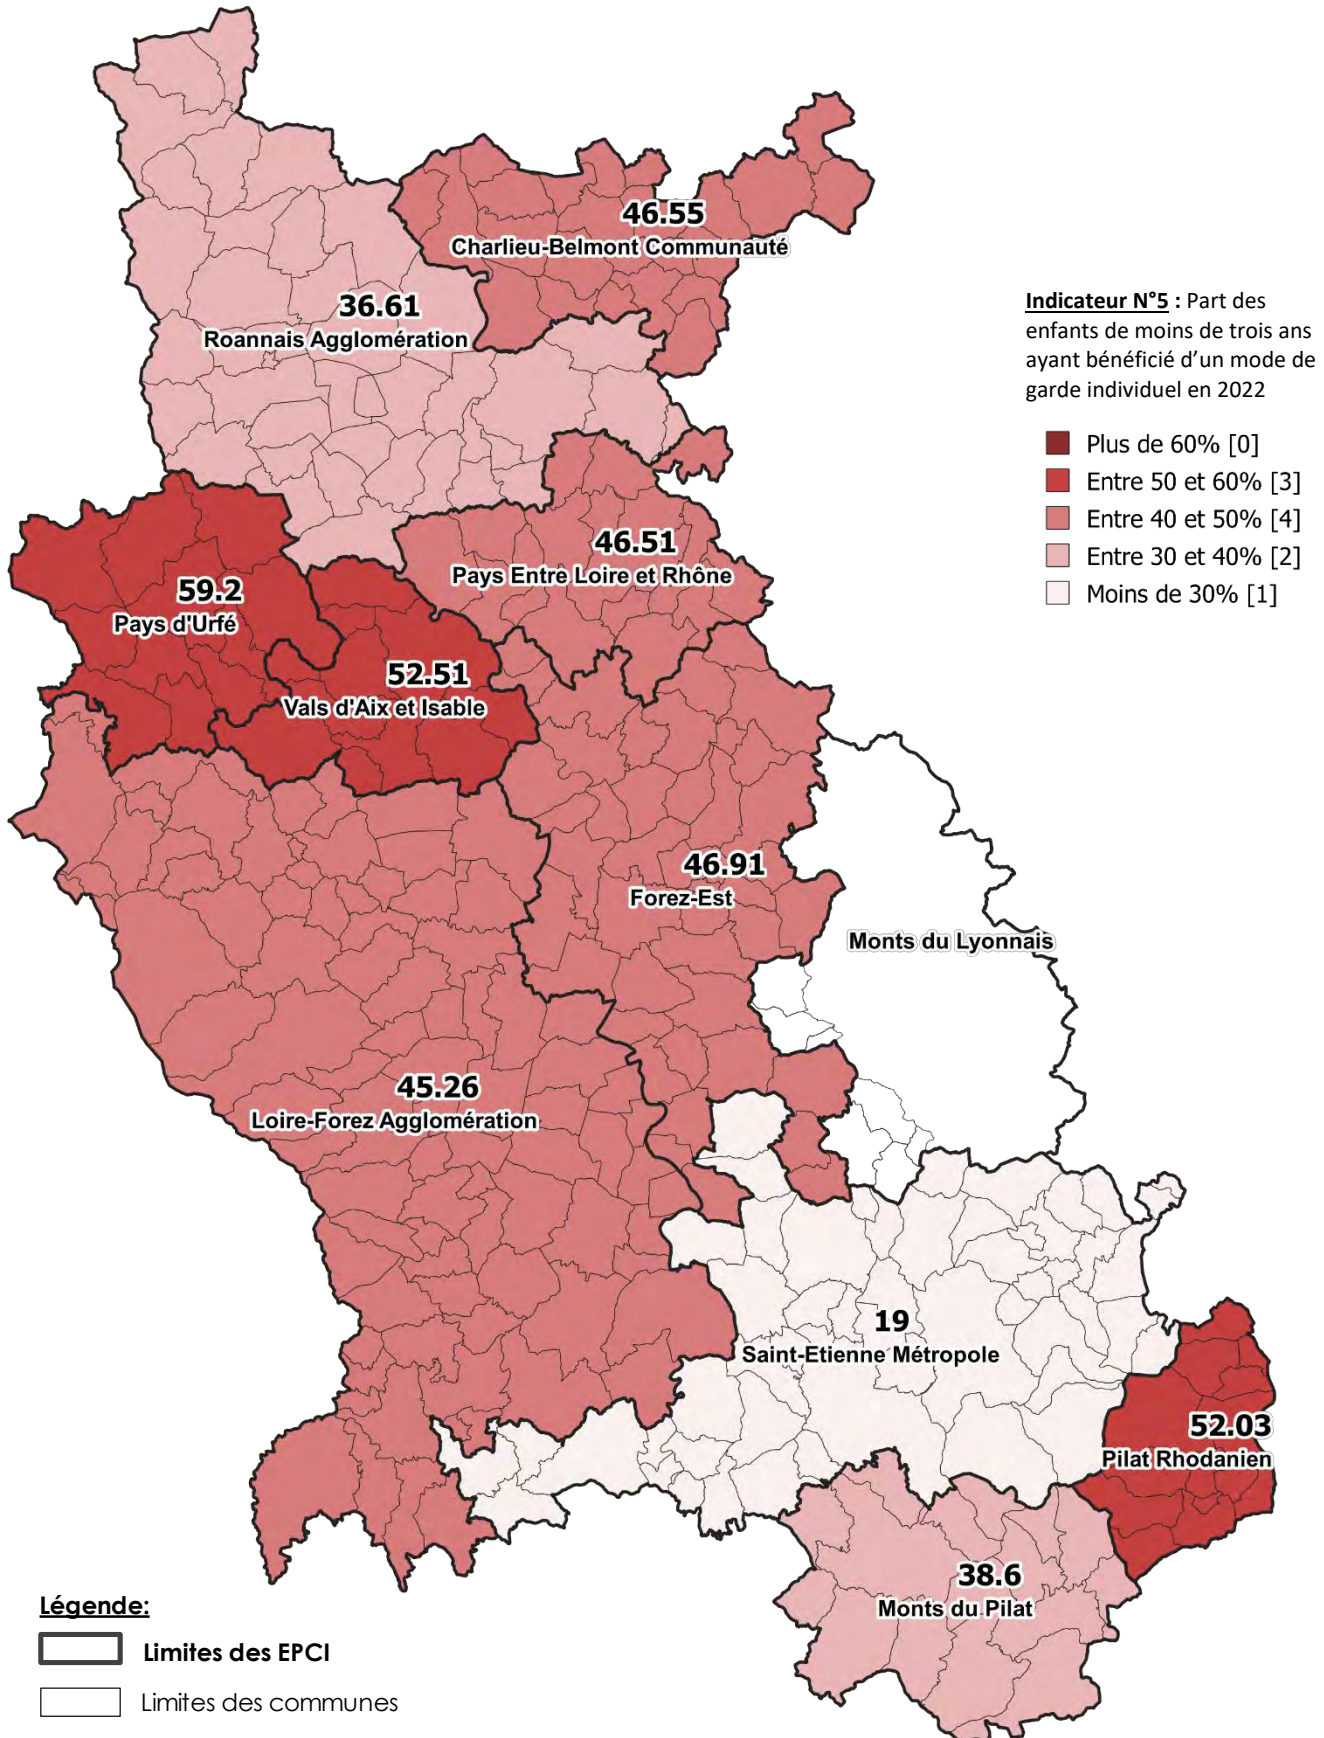 46.55
Charlieu-Belmont Communauté
36.61
Roannais Agglomération
Indicateur N°5 : Part des
enfants de moins de trois ans
ayant bénéficié d’un mode de
garde individuel en 2022
Plus de 60% [0]
Entre 50 et 60% [3]
Entre 40 et 50% [4]
Entre 30 et 40% [2]
Moins de 30% [1]
46.51
Pays Entre Loire et Rhône
59.2
Pays d'Urfé
52.51
Vals d'Aix et Isable
46.91
Forez-Est
Monts du Lyonnais
45.26
Loire-Forez Agglomération
19
Saint-Etienne Métropole
52.03
Pilat Rhodanien
38.6
Monts du Pilat
Légende:
Limites des EPCI
Limites des communes